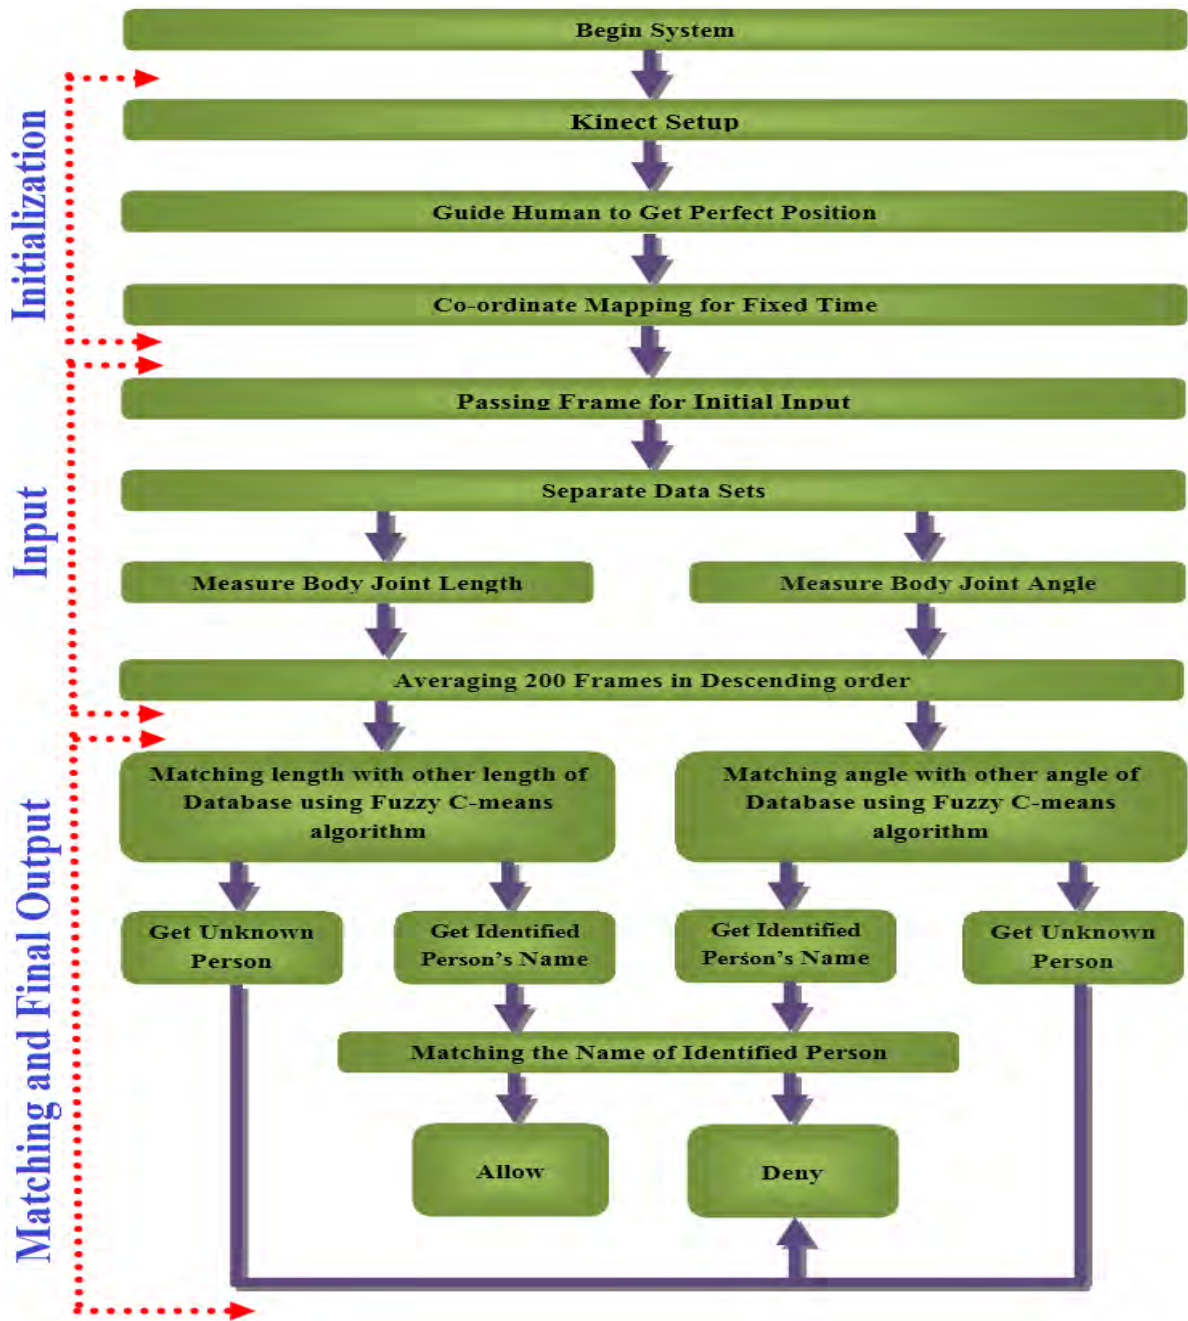 Begin System
Kinect Setup
Guide Human to Get Perfect Position
Co-ordinate Mapping for Fixed Time
Initialization
Passing Frame for Initial Input
Separate Data Sets
Measure Body Joint Length
Measure Body Joint Angle
Averaging 200 Frames in Descending order
Input
Matching length with other length of
Database using Fuzzy C-means
algorithm
Matching angle with other angle of
Database using Fuzzy C-means
algorithm
Get Unknown
Person
Get Identified
Person's Name
Get Identified
Person's Name
Get Unknown
Person
Matching the Name of Identified Person
Allow
Deny
Matching and Final Output